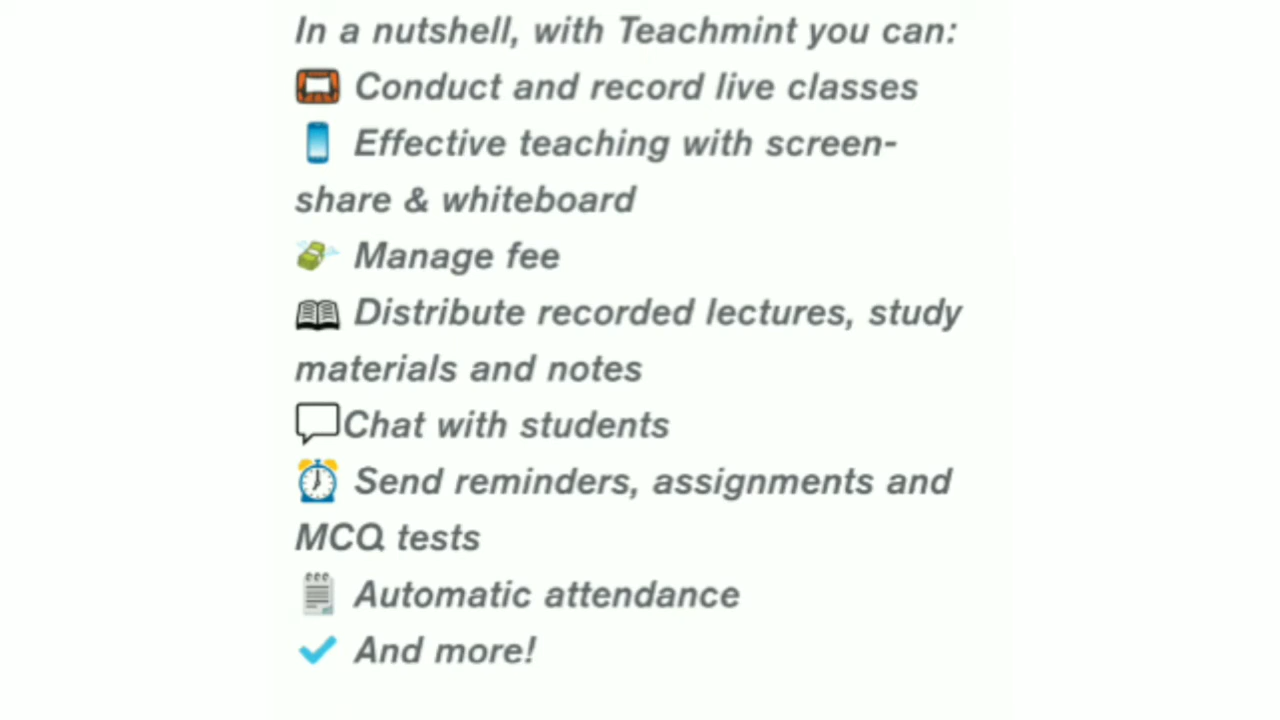 In a nutshell, with Teachmint you can:
Conduct and record live classes
Effective teaching with screen-
share & whiteboard
Manage fee
Distribute recorded lectures, study
materials and notes
Chat with students
Send reminders, assignments and
MCQ tests
Automatic attendance
And more!